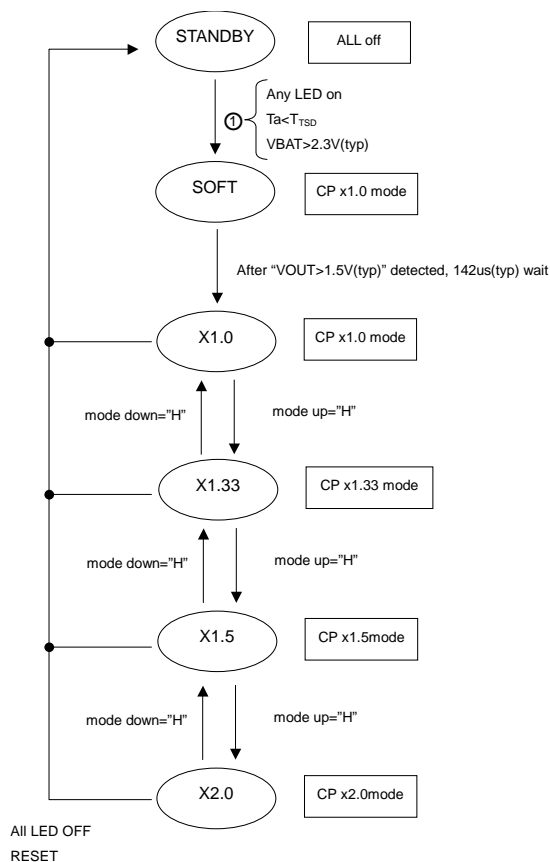 STANDBY
ALL off
①
Any LED on
Ta<TTSD
VBAT>2.3V(typ)
SOFT
CP x1.0 mode
After “VOUT>1.5V(typ)” detected, 142us(typ) wait
X1.0
CP x1.0 mode
mode down=”H”
mode up=”H”
X1.33
CP x1.33 mode
mode down=”H”
mode up=”H”
X1.5
CP x1.5mode
mode down=”H”
mode up=”H”
X2.0
CP x2.0mode
All LED OFF
RESET